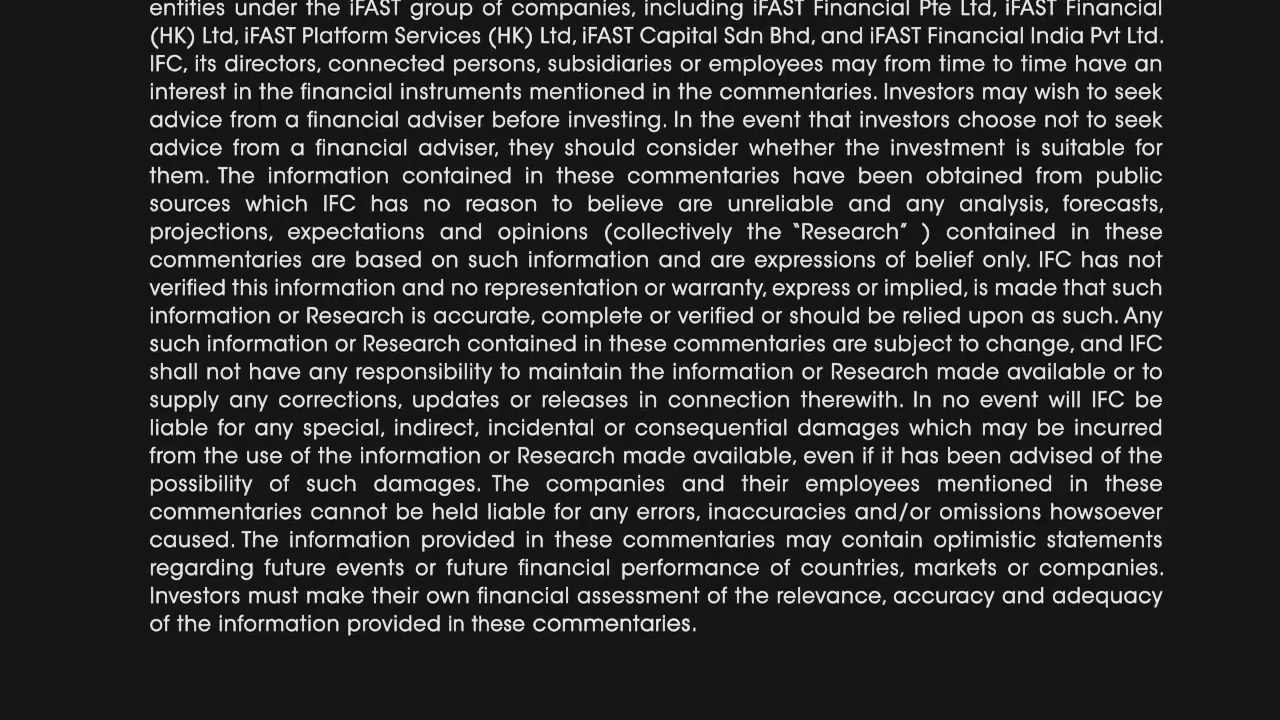 entities under the iFAST group of companies, including iFAST Financial Pte Ltd, iFAST Financial
(HK) Ltd, iFAST Platform Services (HK) Ltd, iFAST Capital Sdn Bhd, and iFAST Financial India Pvt Ltd.
IFC, its directors, connected persons, subsidiaries or employees may from time to time have an
interest in the financial instruments mentioned in the commentaries. Investors may wish to seek
advice from a financial adviser before investing. In the event that investors choose not to seek
advice from a financial adviser, they should consider whether the investment is suitable for
them. The information contained in these commentaries have been obtained from public
sources which IFC has no reason to believe are unreliable and any analysis, forecasts,
projections, expectations and opinions (collectively the “Research” ) contained in these
commentaries are based on such information and are expressions of belief only. IFC has not
verified this information and no representation or warranty, express or implied, is made that such
information or Research is accurate, complete or verified or should be relied upon as such. Any
such information or Research contained in these commentaries are subject to change, and IFC
shall not have any responsibility to maintain the information or Research made available or to
supply any corrections, updates or releases in connection therewith. In no event will IFC be
liable for any special, indirect, incidental or consequential damages which may be incurred
from the use of the information or Research made available, even if it has been advised of the
possibility of such damages. The companies and their employees mentioned in these
commentaries cannot be held liable for any errors, inaccuracies and/or omissions howsoever
caused. The information provided in these commentaries may contain optimistic statements
regarding future events or future financial performance of countries, markets or companies.
Investors must make their own financial assessment of the relevance, accuracy and adequacy
of the information provided in these commentaries.